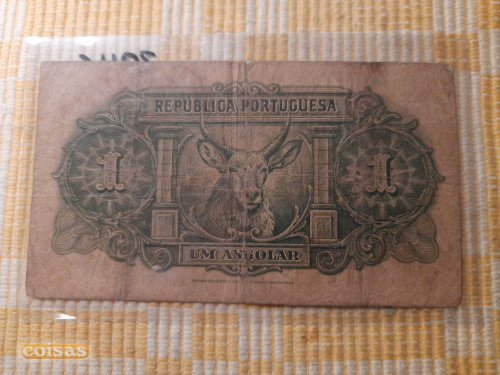 REPUBLICA PORTUGUESA
1 1
UM ANGOLAR
coisas